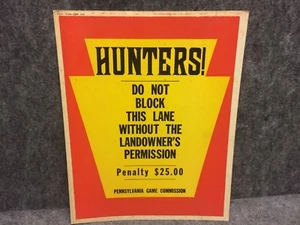 HUNTERS!
DO NOT
BLOCK
THIS LANE
WITHOUT THE
LANDOWNER'S
PERMISSION
Penalty $25.00
PENNSYLVANIA GAME COMMISSION